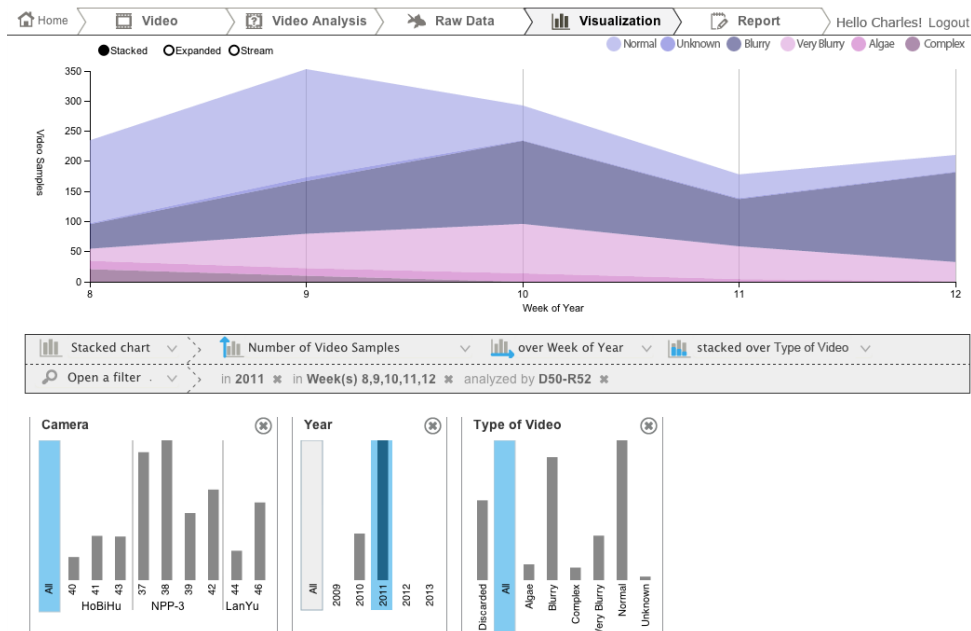 Home Video Video Analysis Raw Data Visualization Report Hello Charles! Logout
Stacked Expanded Stream
Normal Unknown Blurry Very Blurry Algae Complex
350
300
250
200
150
100
50
0
Video Samples
8 9 10 11 12
Week of Year
Stacked chart Number of Video Samples over Week of Year stacked over Type of Video
Open a filter . in 2011 in Week(s) 8,9,10,11,12 analyzed by D50-R52
Camera
All 40 41 43 37 38 39 42 44 46
HoBiHu NPP-3 LanYu
Year
All 2009 2010 2011 2012 2013
Type of Video
Discarded All Algae Blurry Complex Very Blurry Normal Unknown